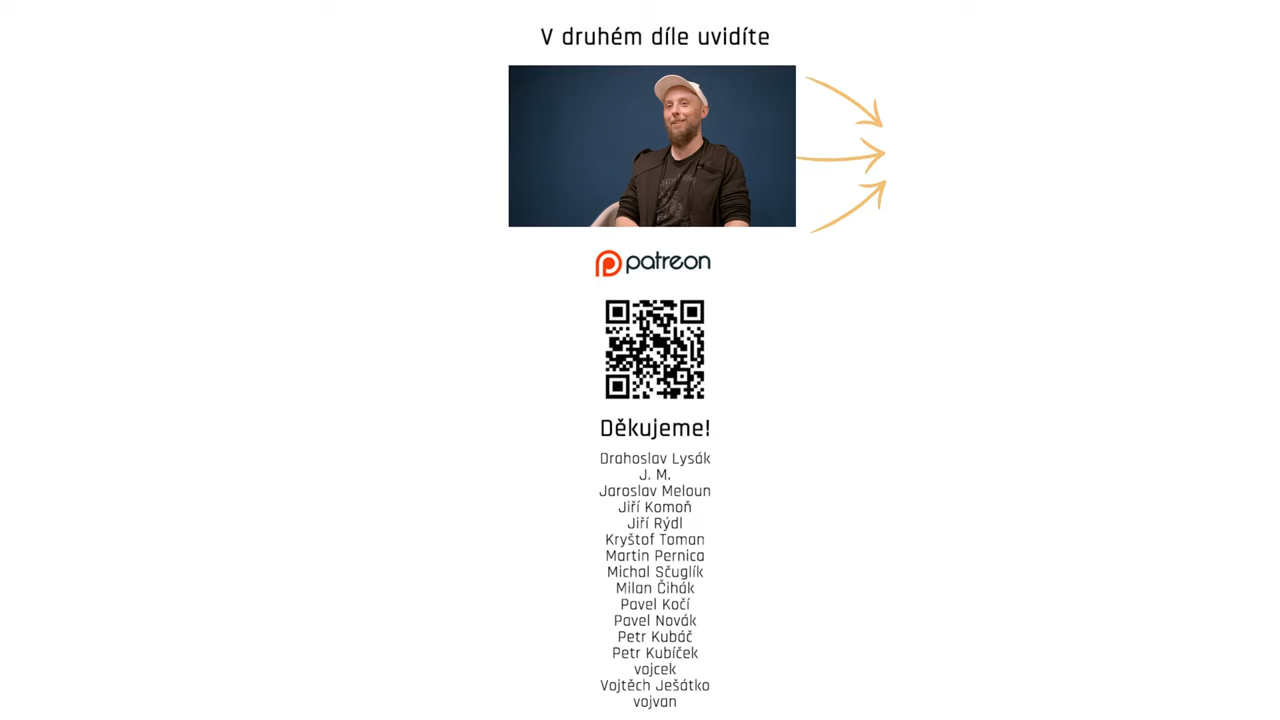 V druhém díle uvidíte
patreon
Děkujeme!
Drahoslav Lysák
J. M.
Jaroslav Meloun
Jiří Komoň
Jiří Rýdl
Kryštof Toman
Martin Pernica
Michal Sčuglík
Milan Čihák
Pavel Kočí
Pavel Novák
Petr Kubáč
Petr Kubíček
vojcek
Vojtěch Ješátko
vojvan